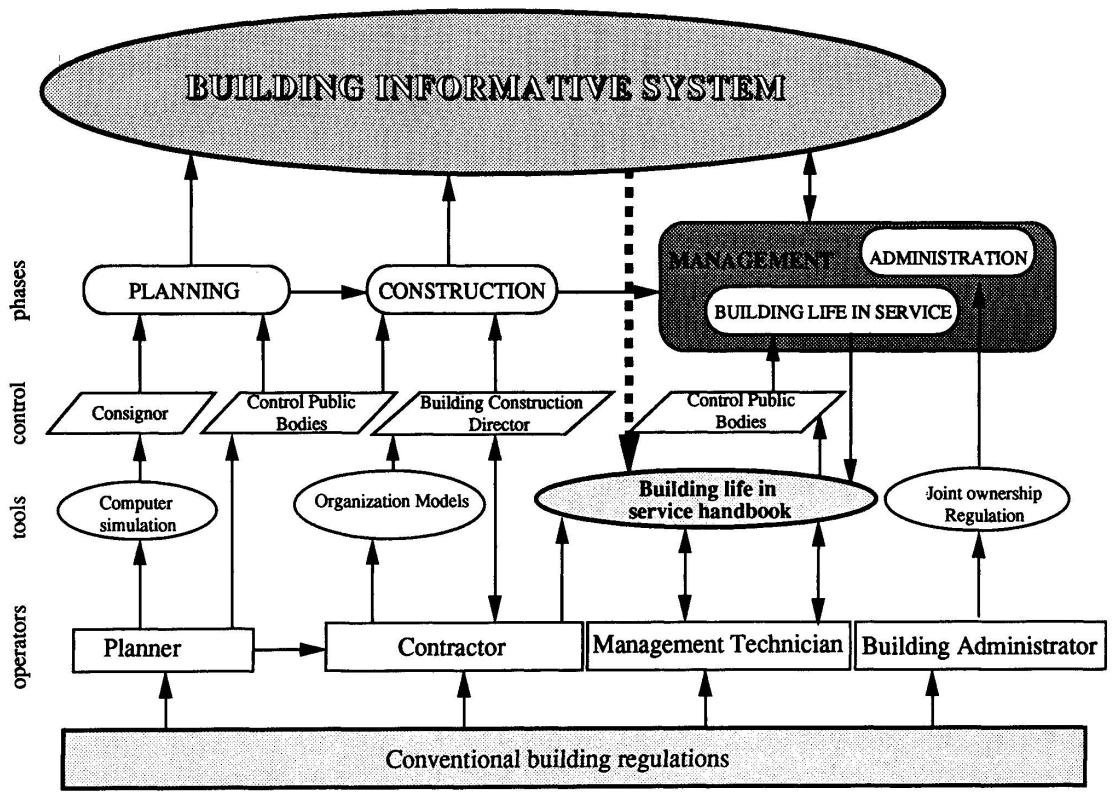 BUILDING INFORMATIVE SYSTEM
phases
PLANNING
CONSTRUCTION
MANAGEMENT
ADMINISTRATION
BUILDING LIFE IN SERVICE
control
Consignor
Control Public
Bodies
Building Construction
Director
Control Public
Bodies
tools
Computer
simulation
Organization Models
Building life in
service handbook
Joint ownership
Regulation
operators
Planner
Contractor
Management Technician
Building Administrator
Conventional building regulations